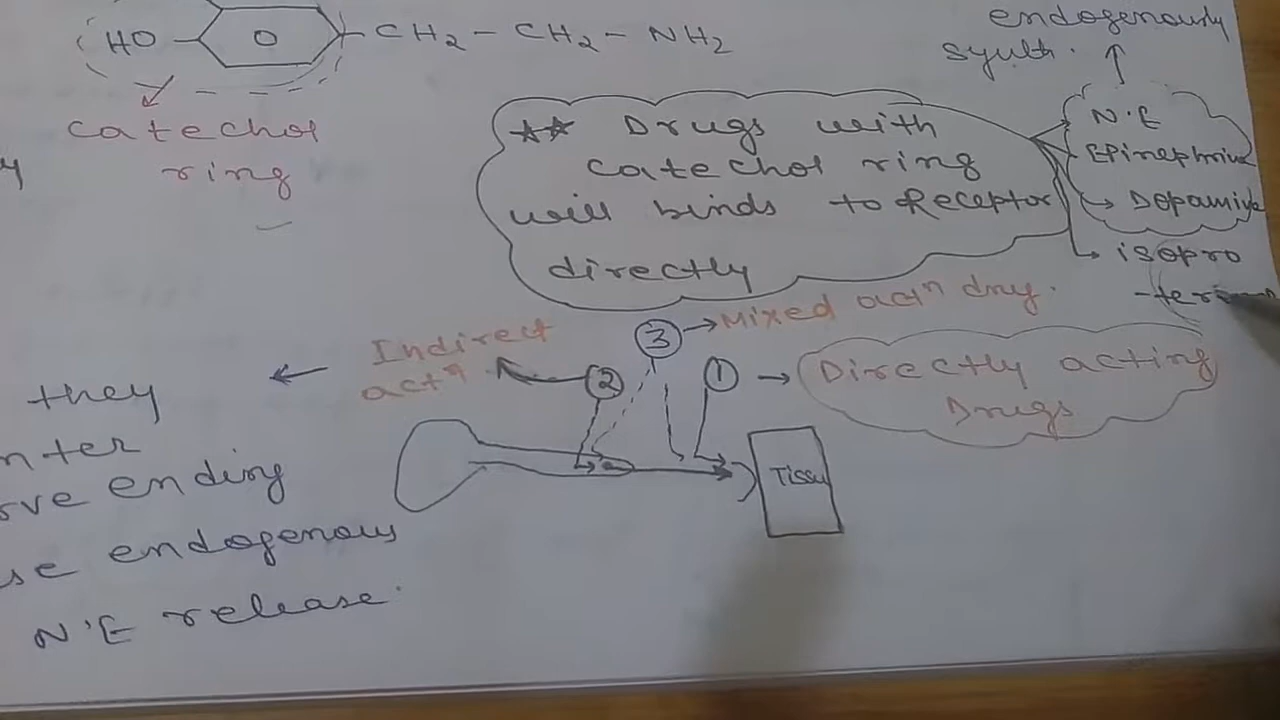 HO
O
CH2 - CH2 - NH2
catechol
ring
endogenously
synth.
** Drugs with
catechol ring
will binds to Receptor
directly
N.E
Epinephrine
→ Dopamine
isopro
y
Indirect
actn
3 → Mixed actn drug.
2
1 → Directly acting
Drugs
Tissu
they
nter
rve ending
se endogenous
N.E release.